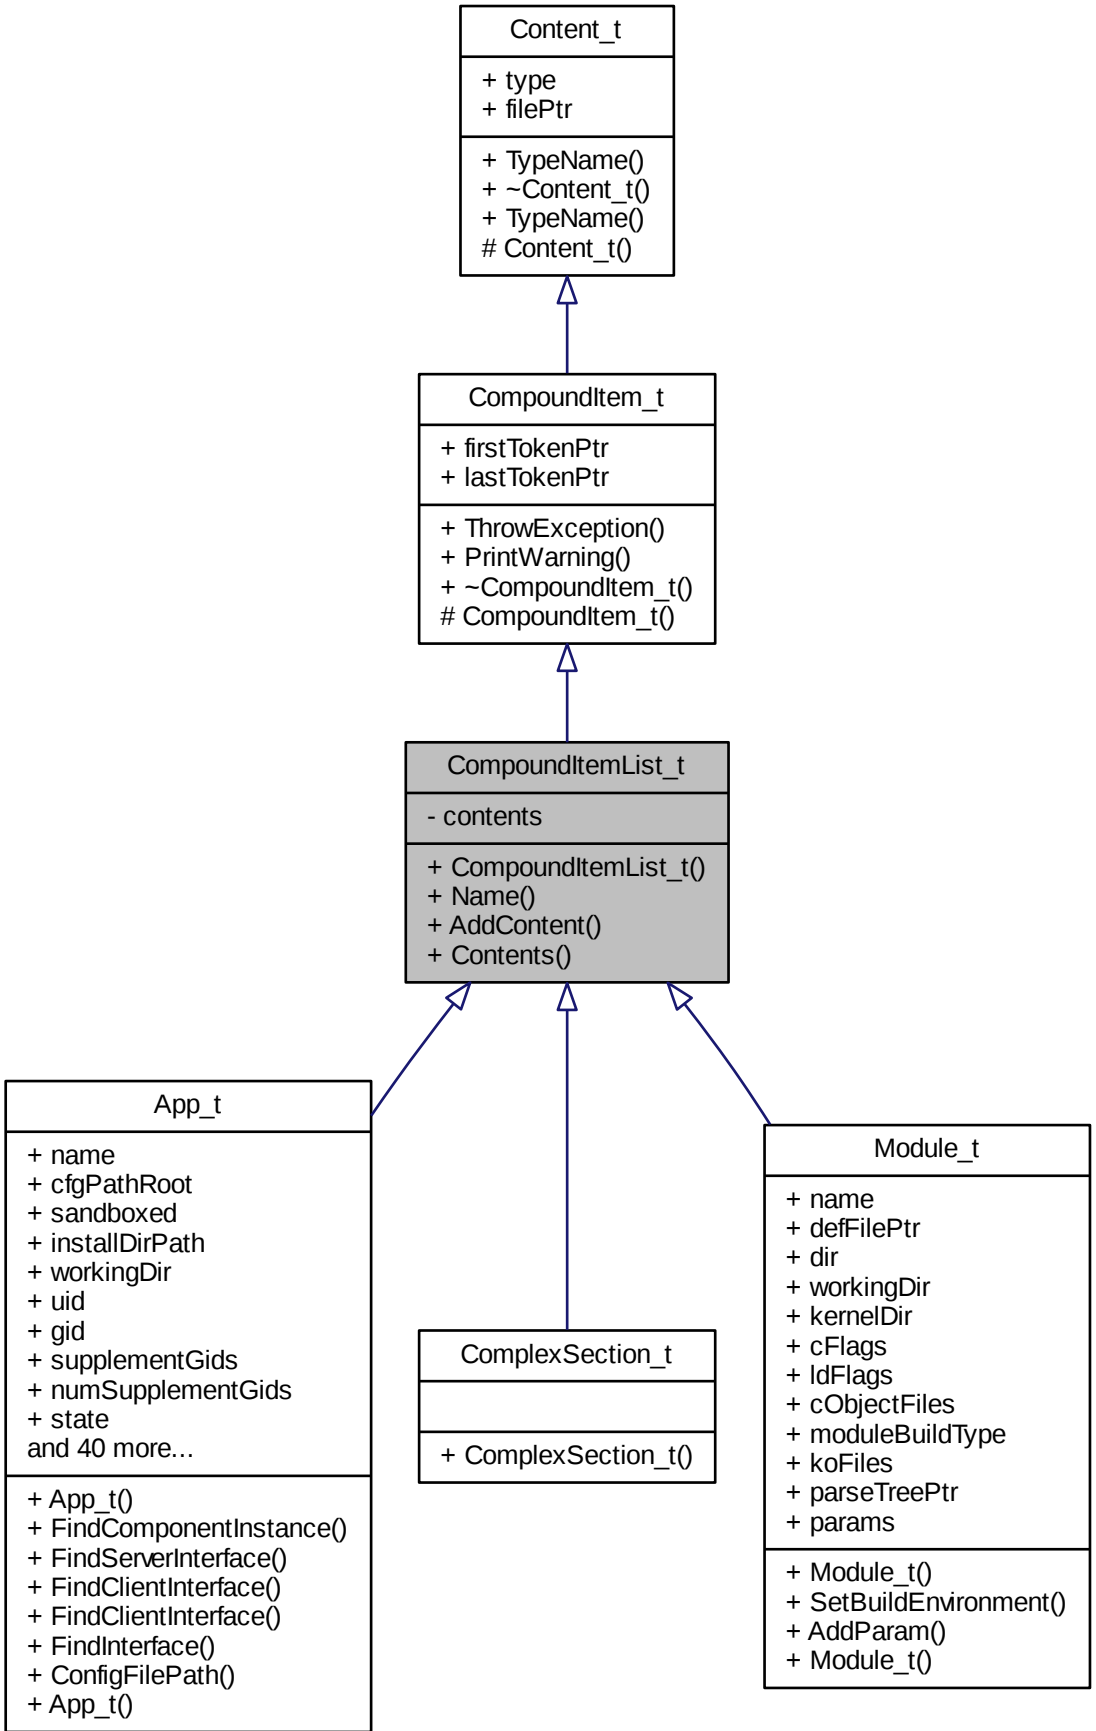 Content_t
+ type
+ filePtr
+ TypeName()
+ ~Content_t()
+ TypeName()
# Content_t()
CompoundItem_t
+ firstTokenPtr
+ lastTokenPtr
+ ThrowException()
+ PrintWarning()
+ ~CompoundItem_t()
# CompoundItem_t()
CompoundItemList_t
- contents
+ CompoundItemList_t()
+ Name()
+ AddContent()
+ Contents()
App_t
+ name
+ cfgPathRoot
+ sandboxed
+ installDirPath
+ workingDir
+ uid
+ gid
+ supplementGids
+ numSupplementGids
+ state
and 40 more...
+ App_t()
+ FindComponentInstance()
+ FindServerInterface()
+ FindClientInterface()
+ FindClientInterface()
+ FindInterface()
+ ConfigFilePath()
+ App_t()
ComplexSection_t
+ ComplexSection_t()
Module_t
+ name
+ defFilePtr
+ dir
+ workingDir
+ kernelDir
+ cFlags
+ ldFlags
+ cObjectFiles
+ moduleBuildType
+ koFiles
+ parseTreePtr
+ params
+ Module_t()
+ SetBuildEnvironment()
+ AddParam()
+ Module_t()